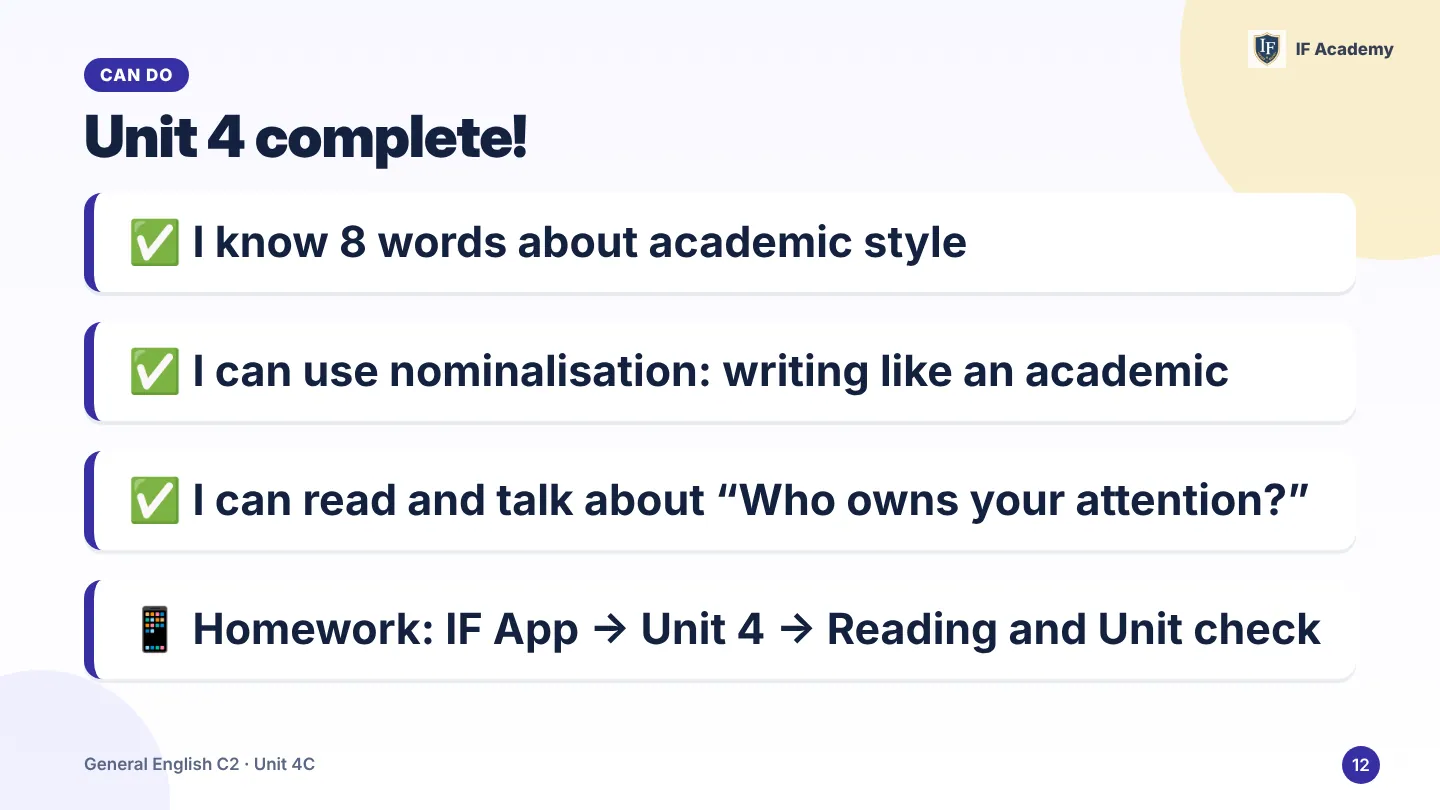 IF Academy
CAN DO
Unit 4 complete!
✅ I know 8 words about academic style
✅ I can use nominalisation: writing like an academic
✅ I can read and talk about “Who owns your attention?”
📱 Homework: IF App → Unit 4 → Reading and Unit check
General English C2 · Unit 4C
12